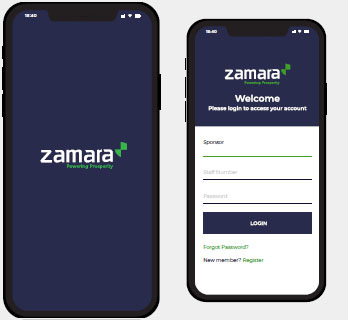 18:40
zamara
Powering Prosperity
18:40
zamara
Powering Prosperity
Welcome
Please login to access your account
Sponsor
Staff Number
Password
LOGIN
Forgot Password?
New member? Register